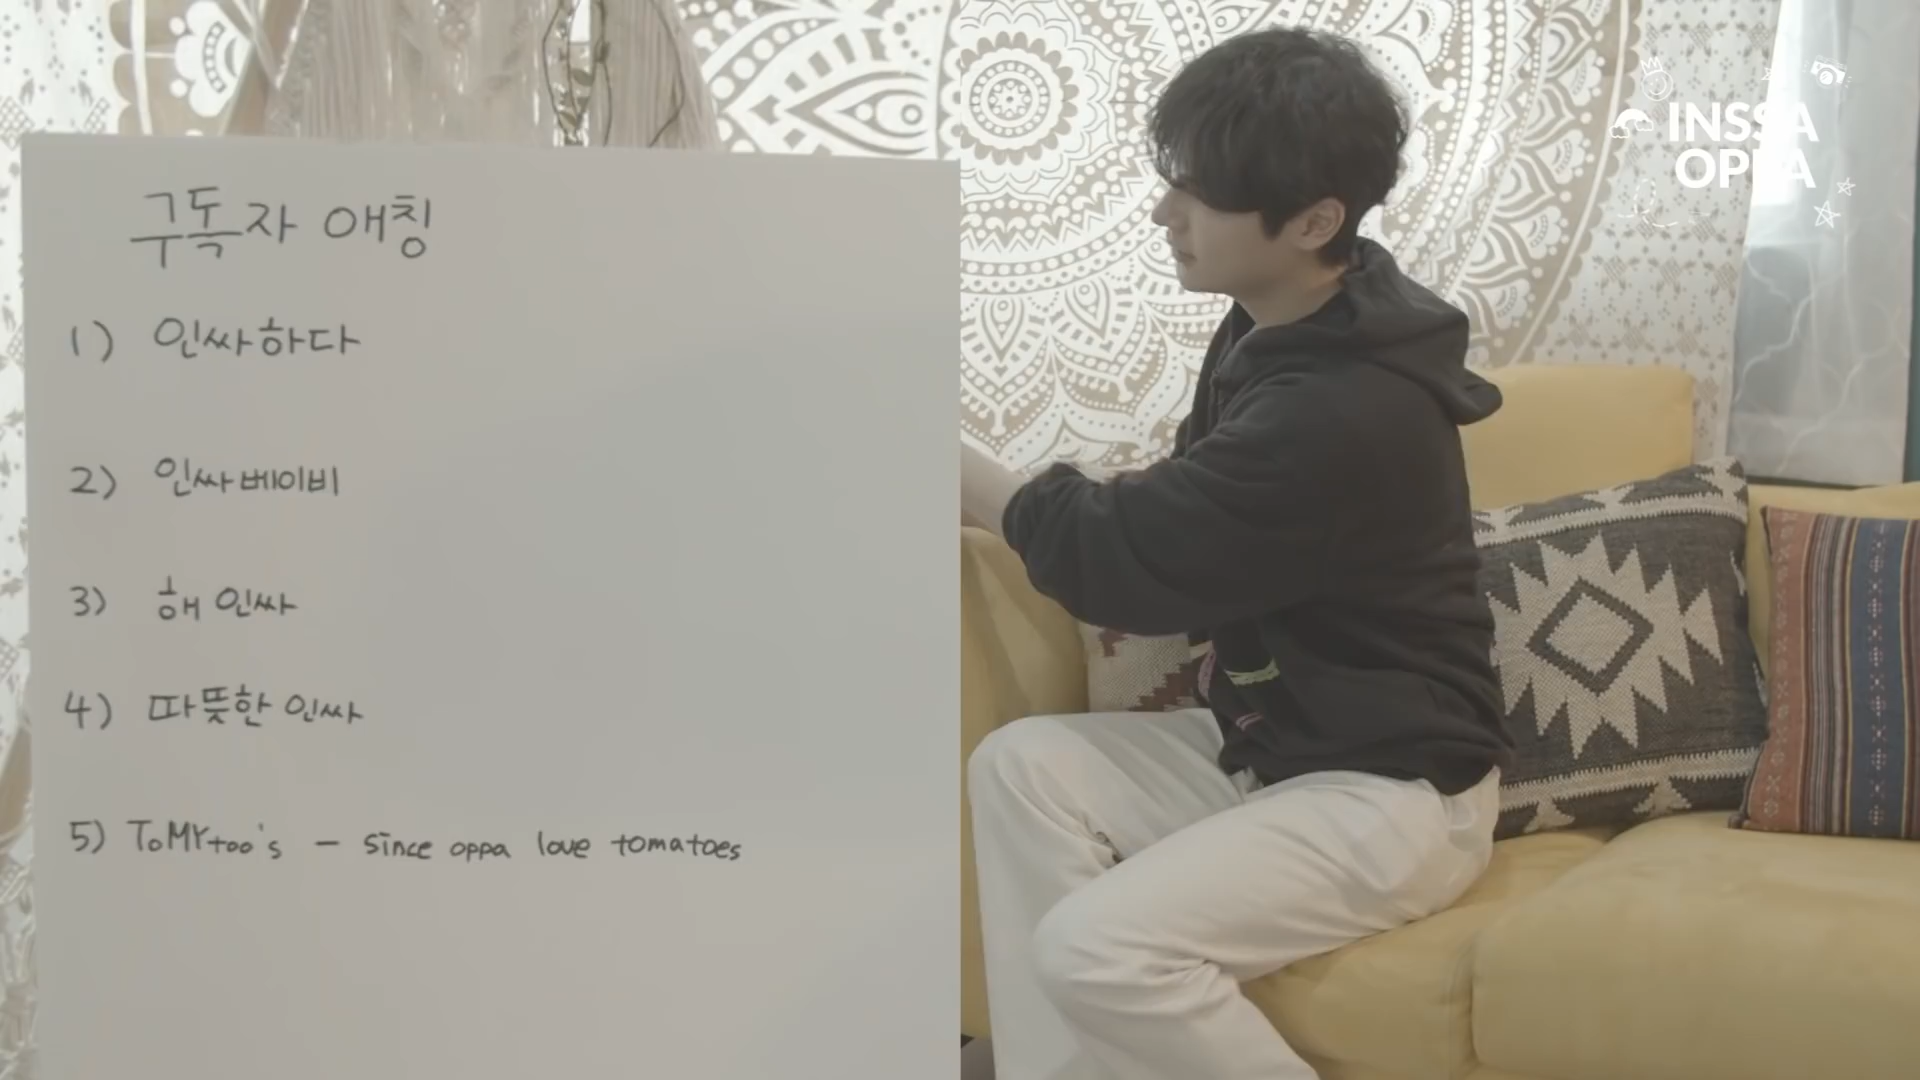 구독자 애칭
1) 인싸하다
2) 인싸베이비
3) 해 인싸
4) 따뜻한 인싸
5) ToMYtoo's - Since oppa love tomatoes
INSSA
OPPA